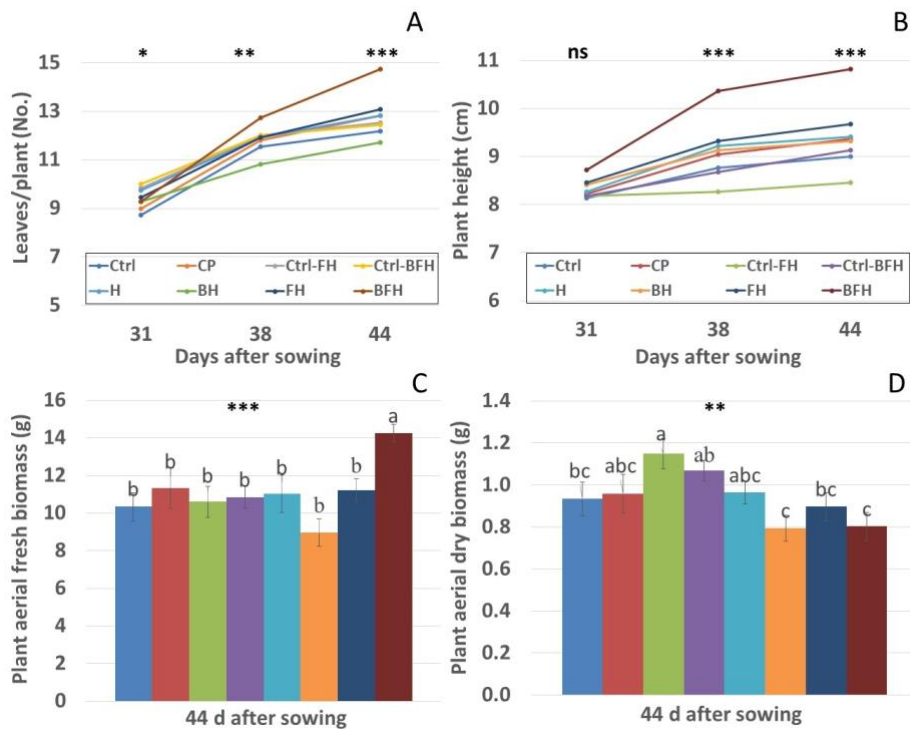 A
* ** ***
15
13
11
9
7
5
Leaves/plant (No.)
Ctrl CP Ctrl-FH Ctrl-BFH
H BH FH BFH
31 38 44
Days after sowing
B
ns *** ***
11
10
9
8
7
6
Plant height (cm)
Ctrl CP Ctrl-FH Ctrl-BFH
H BH FH BFH
31 38 44
Days after sowing
C
***
16
14
12
10
8
6
4
2
0
Plant aerial fresh biomass (g)
b b b b b b b a
44 d after sowing
D
**
1.4
1.2
1.0
0.8
0.6
0.4
0.2
0.0
Plant aerial dry biomass (g)
bc abc a ab abc c bc c
44 d after sowing